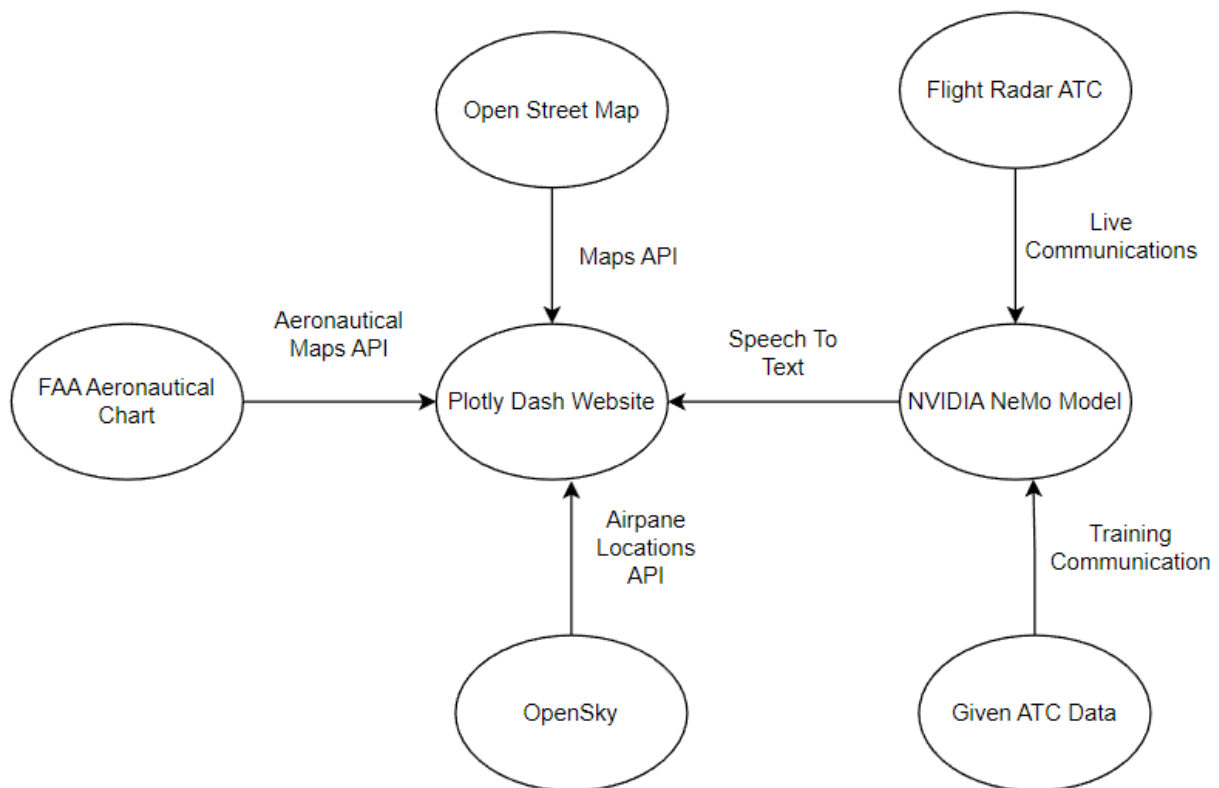 Open Street Map
Flight Radar ATC
Maps API
Live
Communications
Aeronautical
Maps API
Speech To
Text
FAA Aeronautical
Chart
Plotly Dash Website
NVIDIA NeMo Model
Airpane
Locations
API
Training
Communication
OpenSky
Given ATC Data